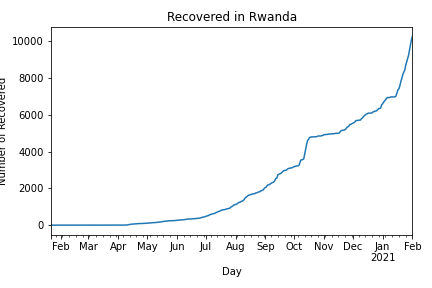 Recovered in Rwanda
Number of Recovered
10000
8000
6000
4000
2000
0
Feb Mar Apr May Jun Jul Aug Sep Oct Nov Dec Jan Feb
2021
Day